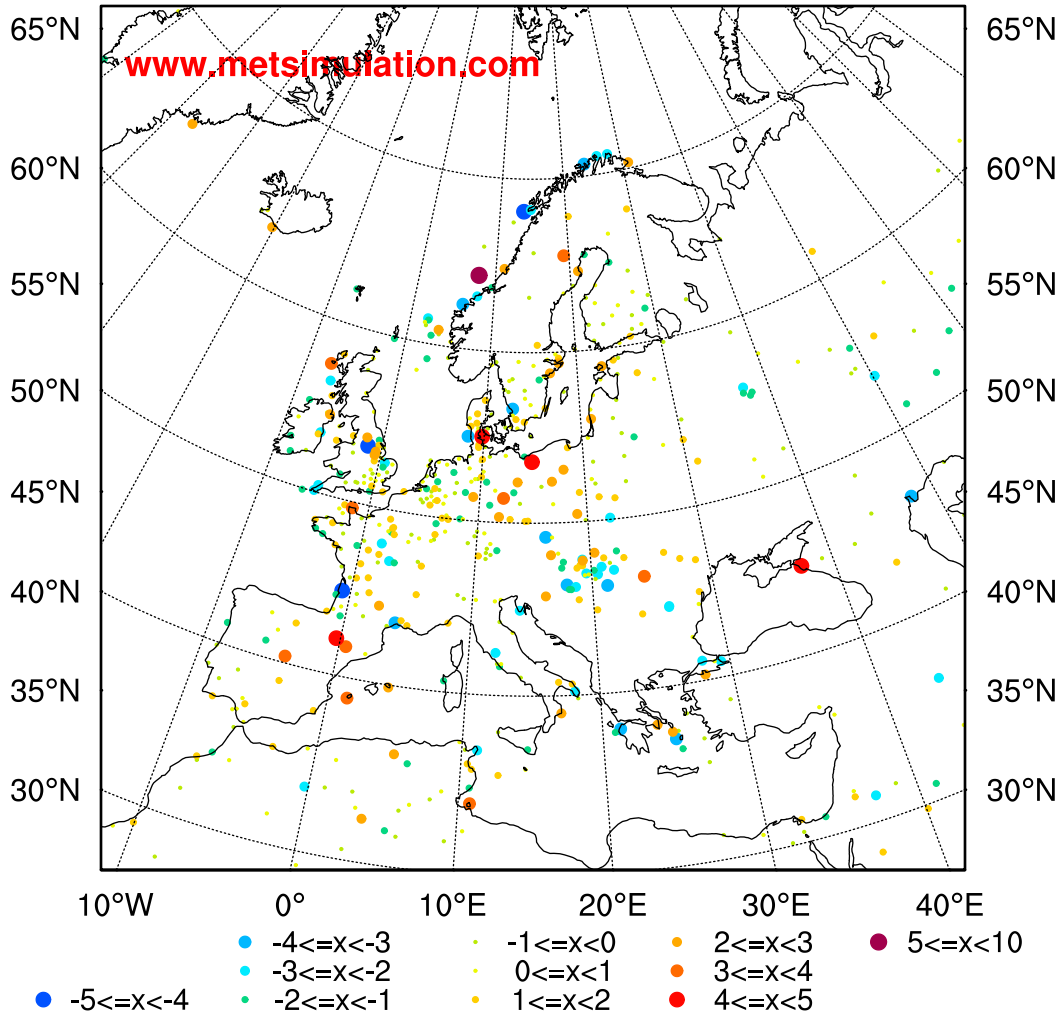 www.metsimulation.com
65°N 65°N
60°N 60°N
55°N 55°N
50°N 50°N
45°N 45°N
40°N 40°N
35°N 35°N
30°N 30°N
10°W 0° 10°E 20°E 30°E 40°E
-4<=x<-3 -1<=x<0 2<=x<3 5<=x<10
-3<=x<-2 0<=x<1 3<=x<4
-5<=x<-4 -2<=x<-1 1<=x<2 4<=x<5